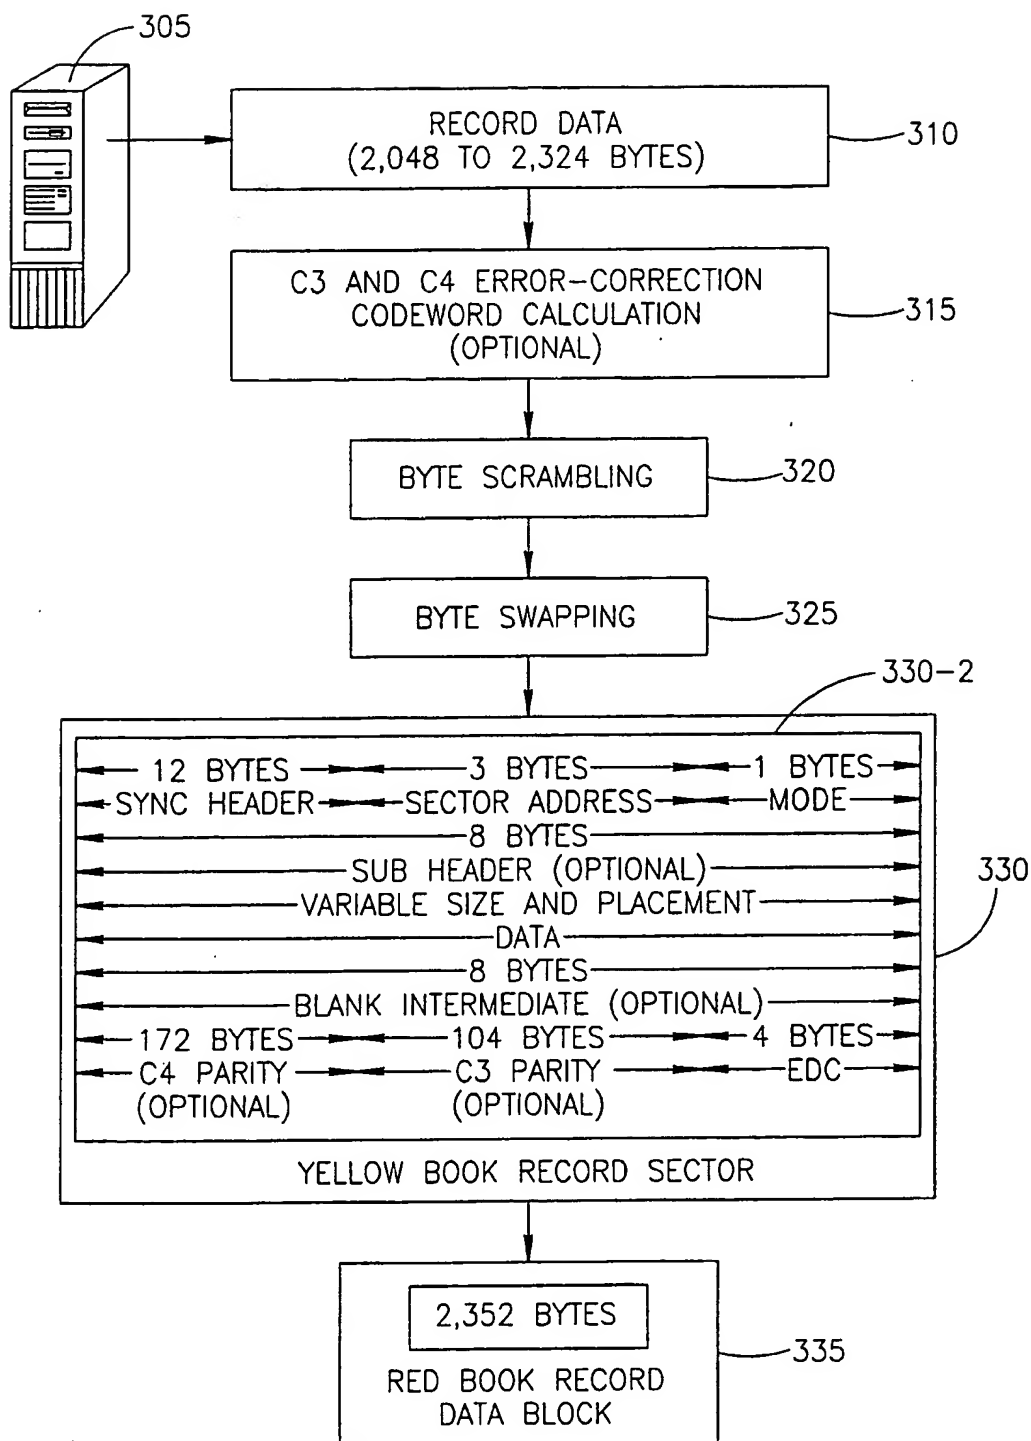 305
RECORD DATA
(2,048 TO 2,324 BYTES)
310
C3 AND C4 ERROR-CORRECTION
CODEWORD CALCULATION
(OPTIONAL)
315
BYTE SCRAMBLING
320
BYTE SWAPPING
325
330-2
12 BYTES 3 BYTES 1 BYTES
SYNC HEADER SECTOR ADDRESS MODE
8 BYTES
SUB HEADER (OPTIONAL)
VARIABLE SIZE AND PLACEMENT
DATA
8 BYTES
BLANK INTERMEDIATE (OPTIONAL)
172 BYTES 104 BYTES 4 BYTES
C4 PARITY C3 PARITY EDC
(OPTIONAL) (OPTIONAL)
330
YELLOW BOOK RECORD SECTOR
2,352 BYTES
335
RED BOOK RECORD
DATA BLOCK